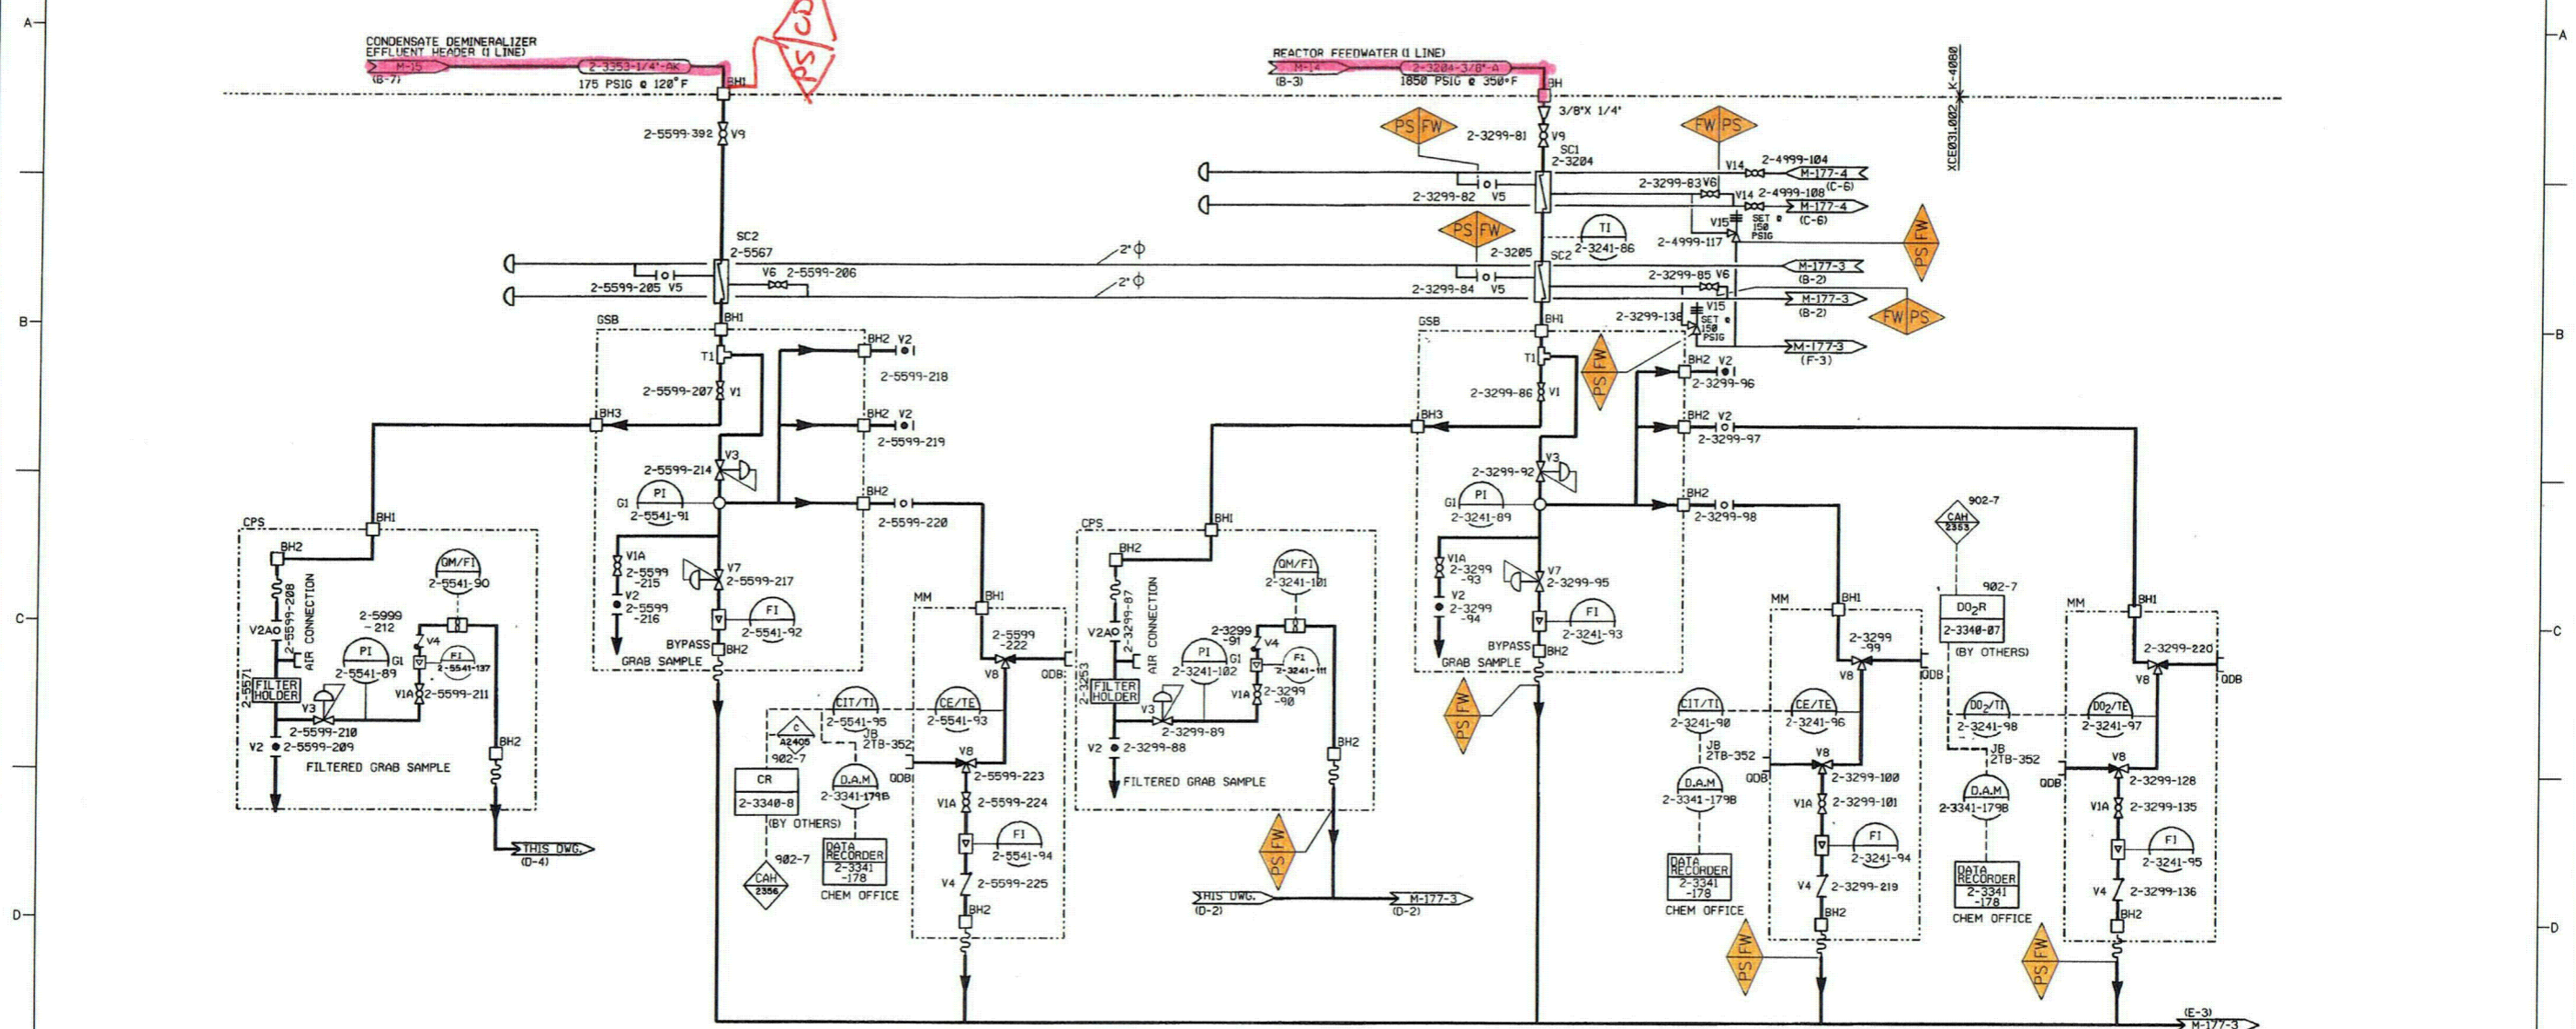 A
CONDENSATE DEMINERALIZER
EFFLUENT HEADER (1 LINE)
M-15
(B-7)
2-3353-1/4"-AK
175 PSIG @ 120°F
BH1
PS CD
REACTOR FEEDWATER (1 LINE)
M-14
(B-3)
2-3204-3/8"-A
1850 PSIG @ 350°F
BH
XCE031.002 K-4080
A
2-5599-392 V9
3/8"X 1/4"
PS FW
2-3299-81 V9
FW PS
SC1
2-3204
V14 2-4999-104
M-177-4
(C-6)
2-3299-82 V5
2-3299-83 V6
V14 2-4999-108
M-177-4
(C-6)
PS FW
TI
2-3241-86
V15
SET @
150
PSIG
2-4999-117
PS FW
SC2
2-5567
2"Φ
2-3205
SC2
M-177-3
(B-2)
2-5599-205 V5
V6 2-5599-206
2"Φ
2-3299-84 V5
2-3299-85 V6
M-177-3
(B-2)
V15
2-3299-138
SET @
150
PSIG
FW PS
M-177-3
(F-3)
B
B
GSB
BH1
T1
BH2 V2
2-5599-218
2-5599-207 V1
BH3
BH2 V2
2-5599-219
V3
2-5599-214
PI
G1
2-5541-91
BH2
2-5599-220
V1A
2-5599
-215
V2
2-5599
-216
V7
2-5599-217
FI
2-5541-92
BYPASS
BH2
GRAB SAMPLE
GSB
BH1
T1
PS FW
BH2 V2
2-3299-96
2-3299-86 V1
BH3
BH2 V2
2-3299-97
V3
2-3299-92
PI
G1
2-3241-89
BH2
2-3299-98
V1A
2-3299
-93
V2
2-3299
-94
V7
2-3299-95
FI
2-3241-93
BYPASS
BH2
GRAB SAMPLE
PS FW
CPS
BH1
BH2
2-5599-208
AIR CONNECTION
QM/FI
2-5541-90
2-5999
-212
V2A
V4
PI
G1
2-5541-89
FI
2-5541-137
2-5571
FILTER
HOLDER
V1A
2-5599-211
V3
2-5599-210
V2
2-5599-209
BH2
FILTERED GRAB SAMPLE
THIS DWG.
(D-4)
MM
BH1
2-5599
-222
V8
QDB
CIT/TI
2-5541-95
CE/TE
2-5541-93
C
A2405
902-7
JB
2TB-352
CR
2-3340-8
(BY OTHERS)
D.A.M
2-3341-179B
QDB
V8
2-5599-223
V1A
2-5599-224
FI
2-5541-94
902-7
CAH
2356
DATA
RECORDER
2-3341
-178
CHEM OFFICE
V4
2-5599-225
BH2
CPS
BH1
BH2
2-3299-87
AIR CONNECTION
QM/FI
2-3241-101
2-3299
-91
V2A
V4
PI
G1
2-3241-102
FI
2-3241-111
2-3253
FILTER
HOLDER
V1A
2-3299
-90
V3
2-3299-89
V2
2-3299-88
BH2
FILTERED GRAB SAMPLE
PS FW
THIS DWG.
(D-2)
M-177-3
(D-2)
C
C
902-7
CAH
2353
902-7
DO2R
2-3340-07
(BY OTHERS)
MM
BH1
2-3299
-99
V8
QDB
CIT/TI
2-3241-90
CE/TE
2-3241-96
JB
2TB-352
D.A.M
2-3341-179B
QDB
V8
2-3299-100
V1A
2-3299-101
FI
2-3241-94
DATA
RECORDER
2-3341
-178
CHEM OFFICE
V4
2-3299-219
BH2
PS FW
MM
BH1
2-3299-220
V8
QDB
DO2/TI
2-3241-98
DO2/TE
2-3241-97
JB
2TB-352
D.A.M
2-3341-179B
QDB
V8
2-3299-128
V1A
2-3299-135
FI
2-3241-95
DATA
RECORDER
2-3341
-178
CHEM OFFICE
V4
2-3299-136
BH2
PS FW
D
D
(E-3)
M-177-3